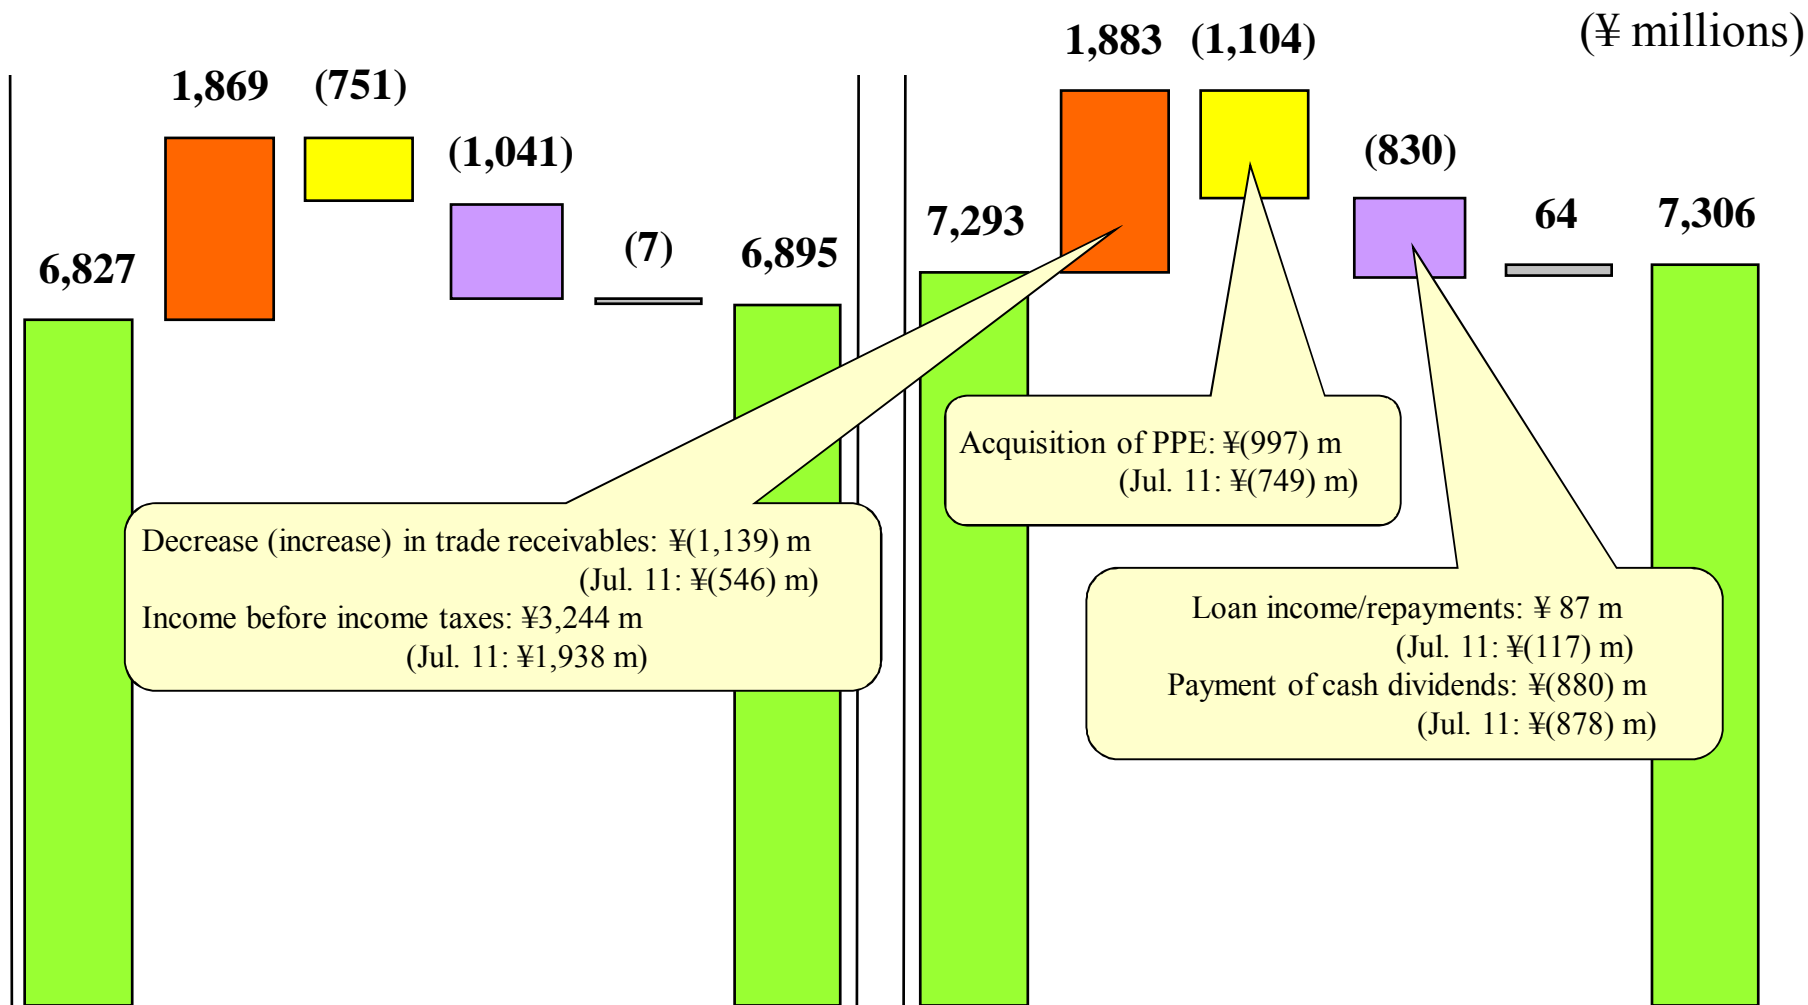 (¥ millions)
1,869
(751)
(1,041)
(7)
6,827
6,895
1,883
(1,104)
(830)
7,293
64
7,306
Acquisition of PPE: ¥(997) m
(Jul. 11: ¥(749) m)
Decrease (increase) in trade receivables: ¥(1,139) m
(Jul. 11: ¥(546) m)
Income before income taxes: ¥3,244 m
(Jul. 11: ¥1,938 m)
Loan income/repayments: ¥ 87 m
(Jul. 11: ¥(117) m)
Payment of cash dividends: ¥(880) m
(Jul. 11: ¥(878) m)